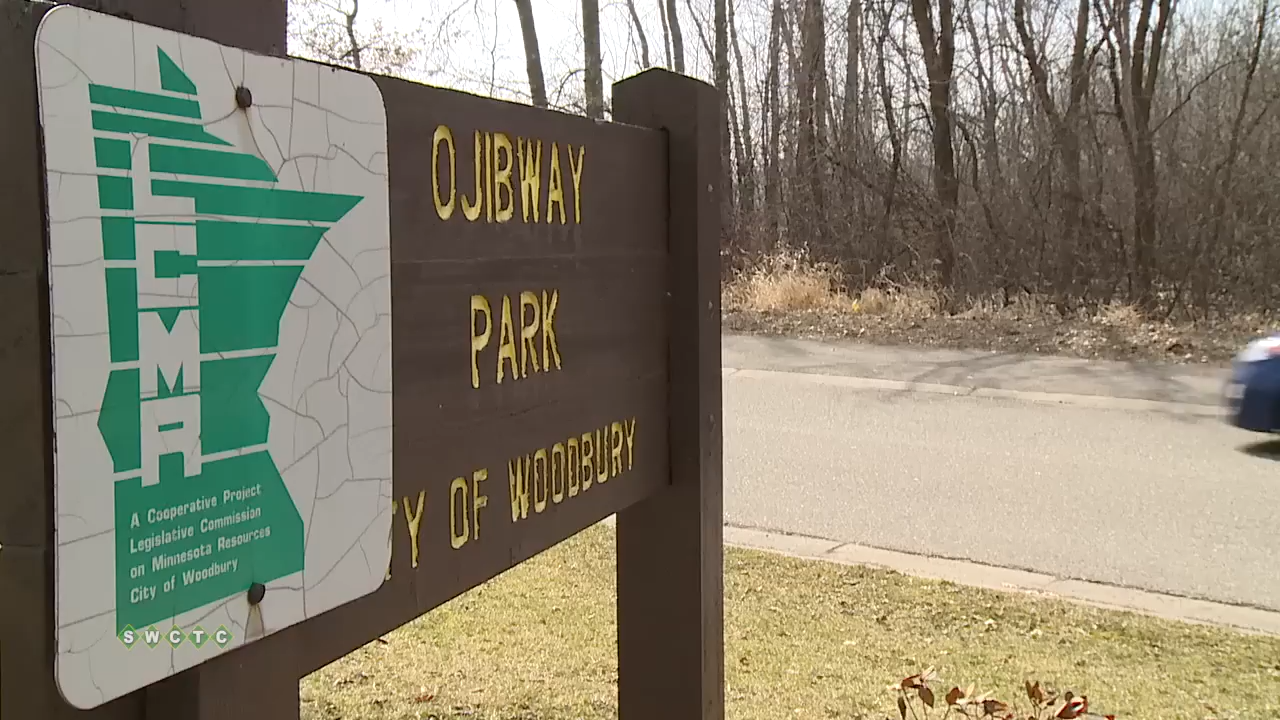 LCMR
A Cooperative Project
Legislative Commission
on Minnesota Resources
City of Woodbury
SWCTC
OJIBWAY
PARK
TY OF WOODBURY